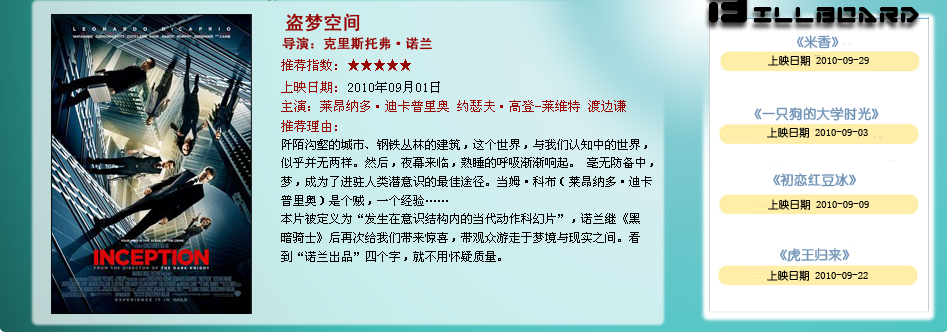 LEONARDO DICAPRIO
INCEPTION
FROM THE DIRECTOR OF THE DARK KNIGHT
EXPERIENCE IT IN IMAX
盗梦空间
导演：克里斯托弗·诺兰
推荐指数：★★★★★
上映日期：2010年09月01日
主演：莱昂纳多·迪卡普里奥 约瑟夫·高登-莱维特 渡边谦
推荐理由：
阡陌沟壑的城市、钢铁丛林的建筑，这个世界，与我们认知中的世界，
似乎并无两样。然后，夜幕来临，熟睡的呼吸渐渐响起。 毫无防备中，
梦，成为了进驻人类潜意识的最佳途径。当姆·科布（莱昂纳多·迪卡
普里奥）是个贼，一个经验……
本片被定义为“发生在意识结构内的当代动作科幻片”，诺兰继《黑
暗骑士》后再次给我们带来惊喜，带观众游走于梦境与现实之间。看
到“诺兰出品”四个字，就不用怀疑质量。
BILLBOARD
《米香》
上映日期 2010-09-29
《一只狗的大学时光》
上映日期 2010-09-03
《初恋红豆冰》
上映日期 2010-09-09
《虎王归来》
上映日期 2010-09-22